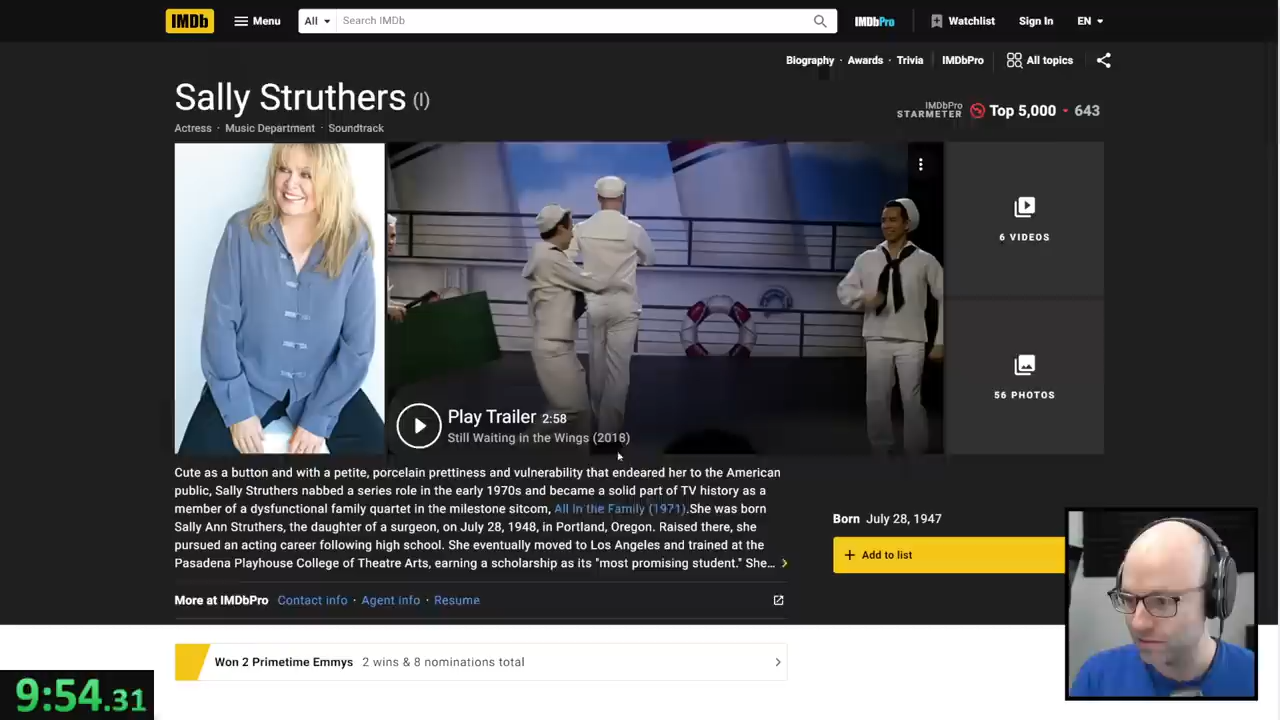 IMDb
Menu
All
Search IMDb
IMDbPro
Watchlist
Sign In
EN
Biography · Awards · Trivia
IMDbPro
All topics
Sally Struthers (I)
Actress · Music Department · Soundtrack
IMDbPro
STARMETER
Top 5,000
643
6 VIDEOS
56 PHOTOS
Play Trailer 2:58
Still Waiting in the Wings (2018)
Cute as a button and with a petite, porcelain prettiness and vulnerability that endeared her to the American
public, Sally Struthers nabbed a series role in the early 1970s and became a solid part of TV history as a
member of a dysfunctional family quartet in the milestone sitcom, All in the Family (1971).She was born
Sally Ann Struthers, the daughter of a surgeon, on July 28, 1948, in Portland, Oregon. Raised there, she
pursued an acting career following high school. She eventually moved to Los Angeles and trained at the
Pasadena Playhouse College of Theatre Arts, earning a scholarship as its "most promising student." She…
Born July 28, 1947
+ Add to list
More at IMDbPro
Contact info · Agent info · Resume
Won 2 Primetime Emmys
2 wins & 8 nominations total
9:54.31